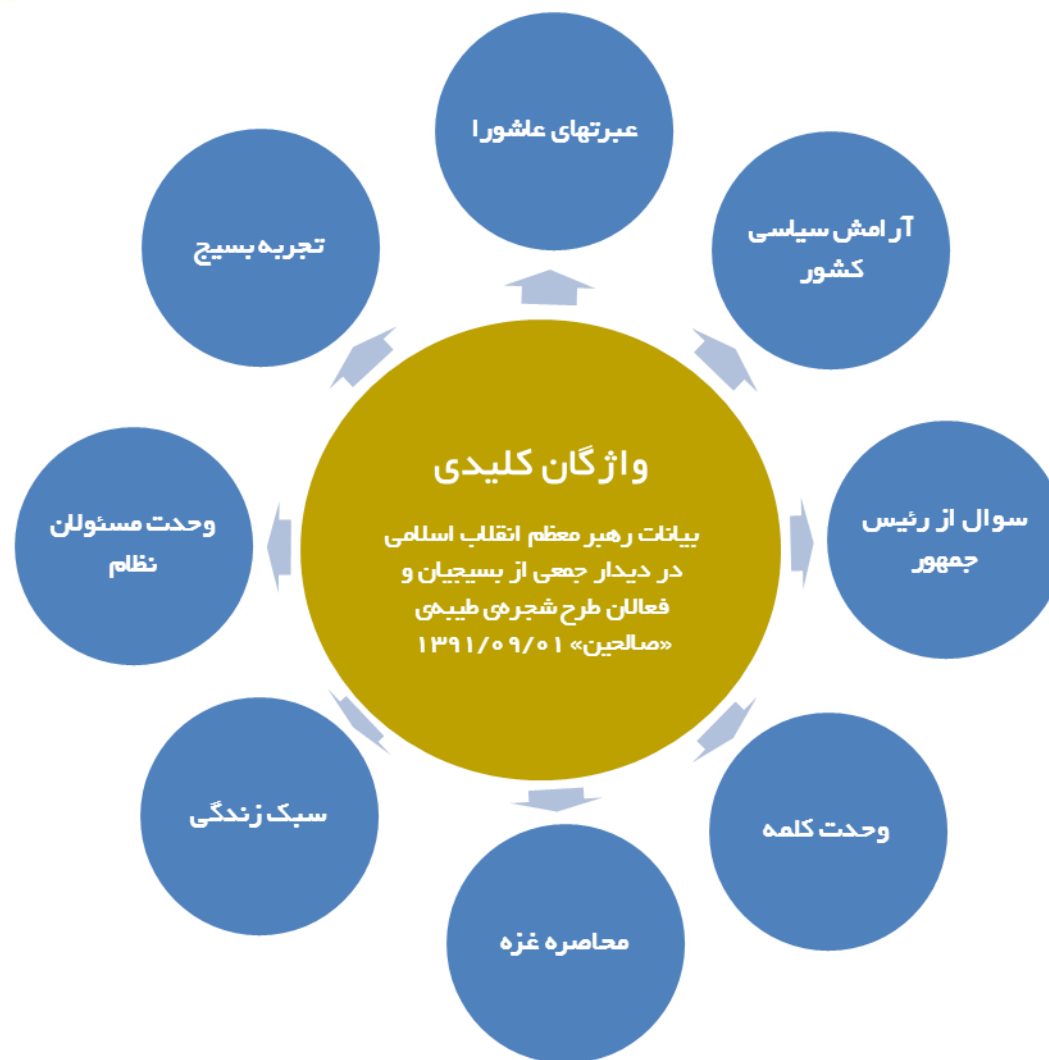 عبرتهای عاشورا
آرامش سیاسی
کشور
سوال از رئیس
جمهور
وحدت کلمه
محاصره غزه
سبک زندگی
وحدت مسئولان
نظام
تجربه بسیج
واژگان کلیدی
بیانات رهبر معظم انقلاب اسلامی
در دیدار جمعی از بسیجیان و
فعالان طرح شجره‌ی طیبه‌ی
«صالحین» ۱۳۹۱/۰۹/۰۱